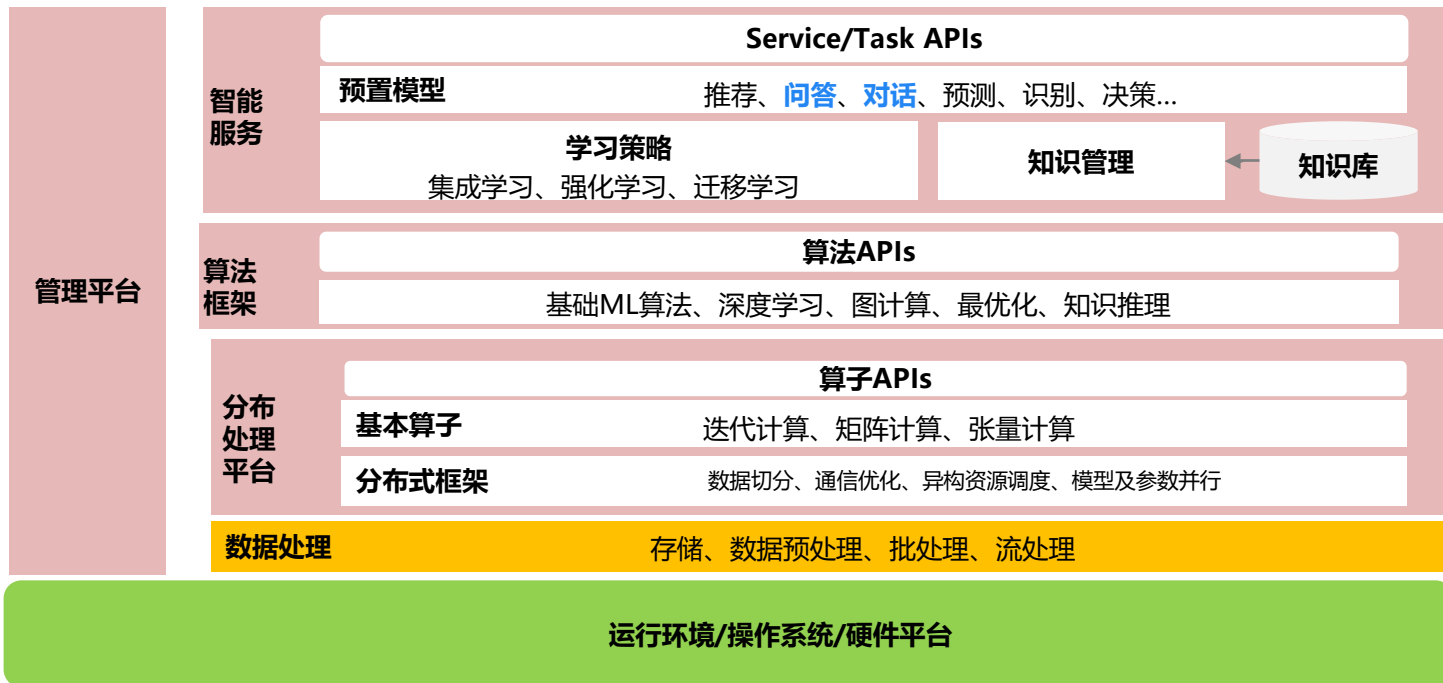 管理平台
智能
服务
Service/Task APIs
预置模型
推荐、问答、对话、预测、识别、决策...
学习策略
集成学习、强化学习、迁移学习
知识管理
知识库
算法
框架
算法APIs
基础ML算法、深度学习、图计算、最优化、知识推理
分布
处理
平台
算子APIs
基本算子
迭代计算、矩阵计算、张量计算
分布式框架
数据切分、通信优化、异构资源调度、模型及参数并行
数据处理
存储、数据预处理、批处理、流处理
运行环境/操作系统/硬件平台